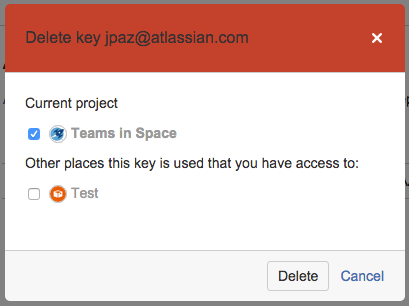 Delete key jpaz@atlassian.com
Current project
Teams in Space
Other places this key is used that you have access to:
Test
Delete Cancel